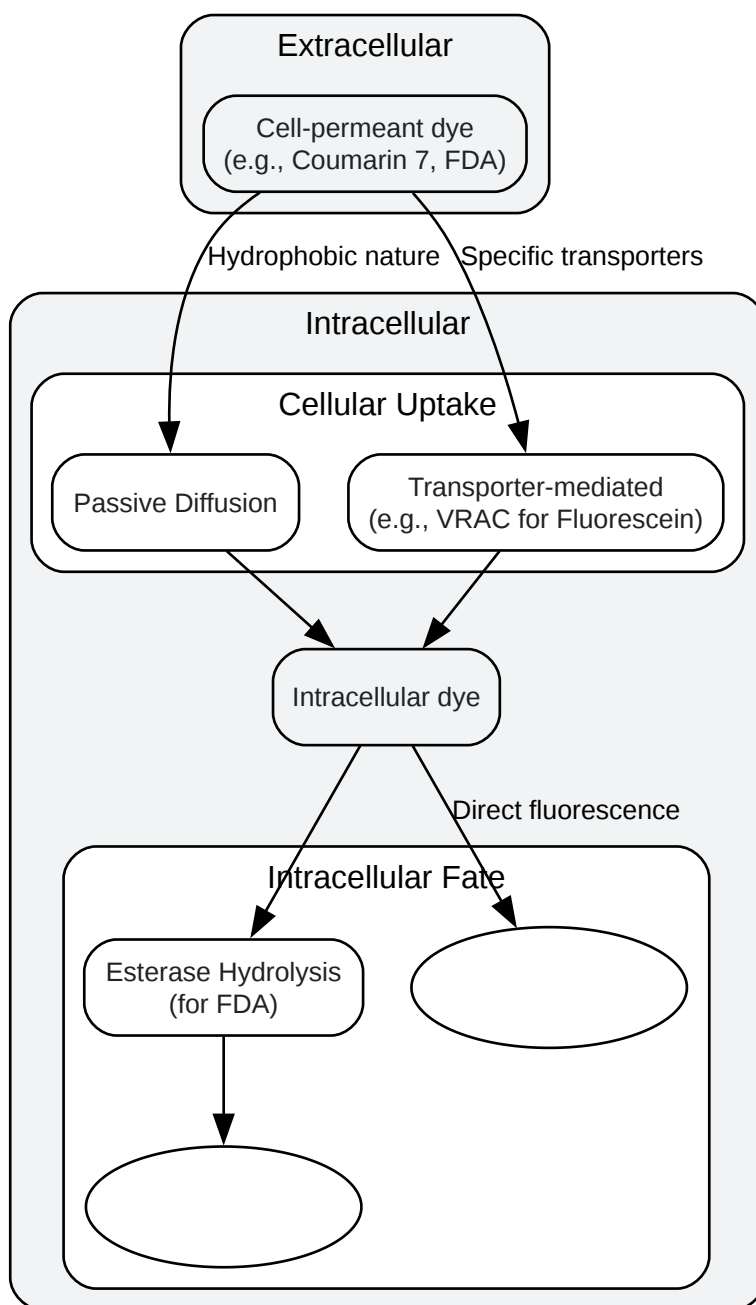 Extracellular
Cell-permeant dye
(e.g., Coumarin 7, FDA)
Hydrophobic nature
Specific transporters
Intracellular
Cellular Uptake
Passive Diffusion
Transporter-mediated
(e.g., VRAC for Fluorescein)
Intracellular dye
Direct fluorescence
Intracellular Fate
Esterase Hydrolysis
(for FDA)